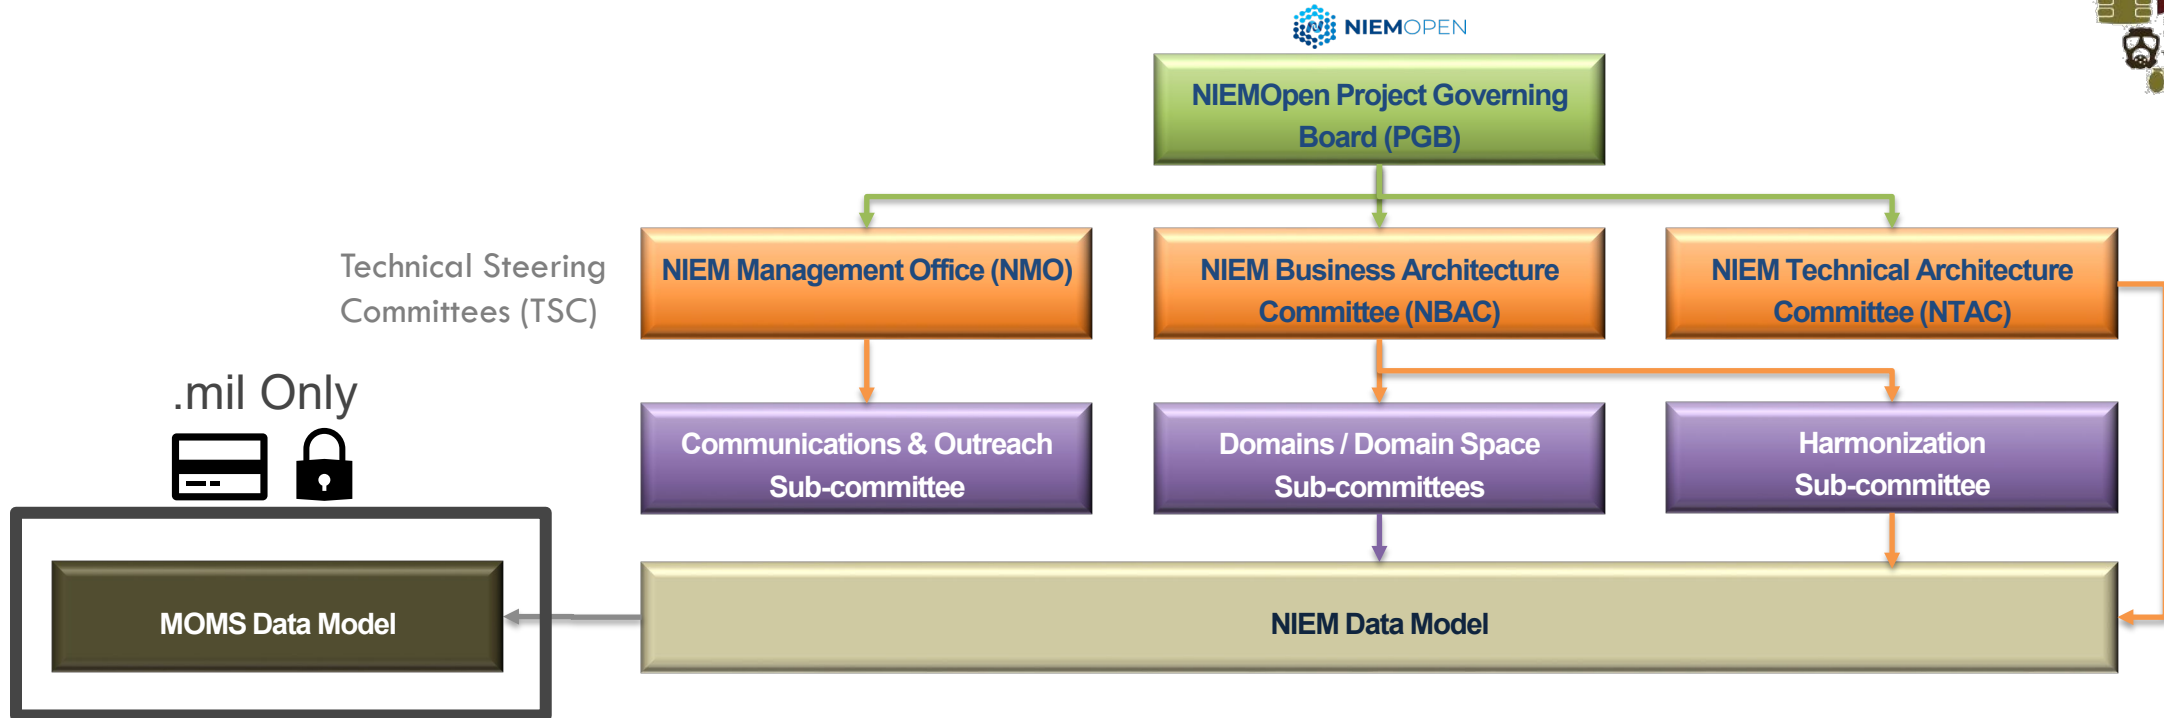 NIEMOPEN
NIEMOpen Project Governing
Board (PGB)
Technical Steering
Committees (TSC)
NIEM Management Office (NMO)
NIEM Business Architecture
Committee (NBAC)
NIEM Technical Architecture
Committee (NTAC)
.mil Only
Communications & Outreach
Sub-committee
Domains / Domain Space
Sub-committees
Harmonization
Sub-committee
MOMS Data Model
NIEM Data Model